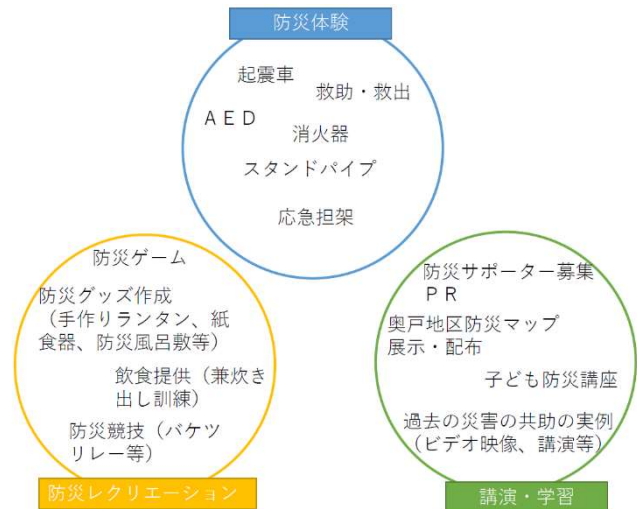 防災体験
起震車
救助・救出
ＡＥＤ
消火器
スタンドパイプ
応急担架
防災ゲーム
防災グッズ作成
（手作りランタン、紙
食器、防災風呂敷等）
飲食提供（兼炊き
出し訓練）
防災競技（バケツ
リレー等）
防災レクリエーション
防災サポーター募集
ＰＲ
奥戸地区防災マップ
展示・配布
子ども防災講座
過去の災害の共助の実例
（ビデオ映像、講演等）
講演・学習